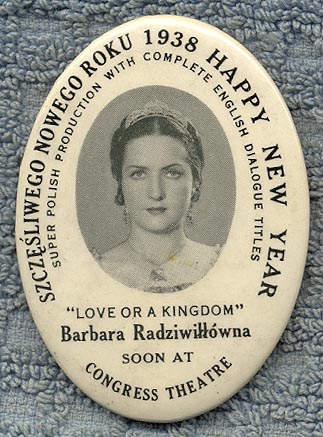 SZCZĘŚLIWEGO NOWEGO ROKU 1938 HAPPY NEW YEAR
SUPER POLISH PRODUCTION WITH COMPLETE ENGLISH DIALOGUE TITLES
"LOVE OR A KINGDOM"
Barbara Radziwiłłówna
SOON AT
CONGRESS THEATRE